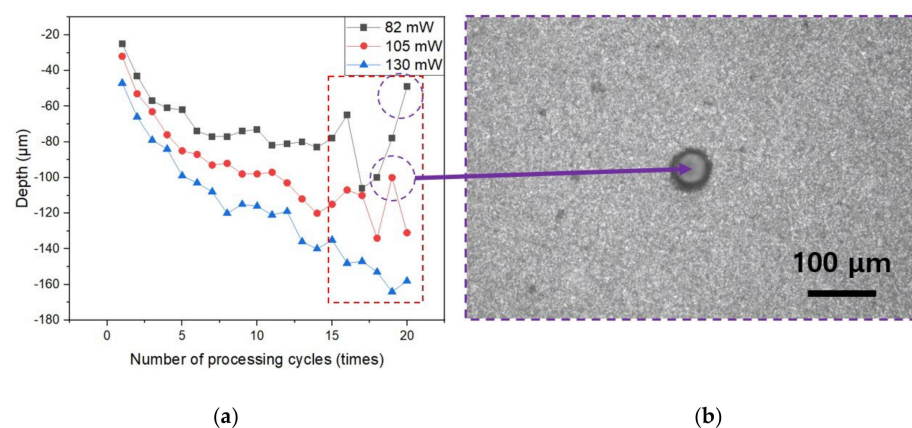 82 mW
105 mW
130 mW
-20
-40
-60
-80
-100
-120
-140
-160
-180
Depth (µm)
0
5
10
15
20
Number of processing cycles (times)
100 µm
(a)
(b)